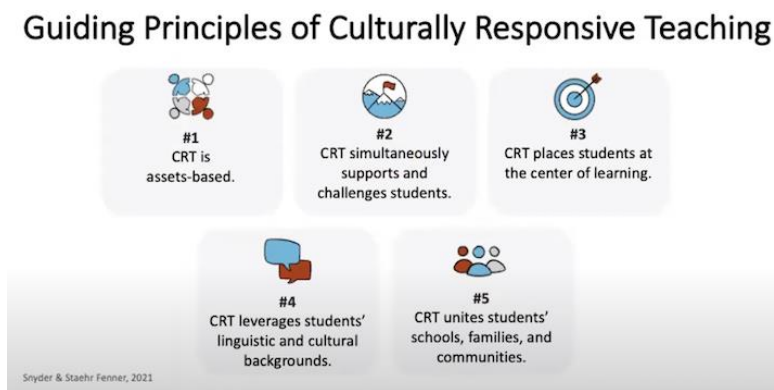 Guiding Principles of Culturally Responsive Teaching
#1
CRT is
assets-based.
#2
CRT simultaneously
supports and
challenges students.
#3
CRT places students at
the center of learning.
#4
CRT leverages students’
linguistic and cultural
backgrounds.
#5
CRT unites students’
schools, families, and
communities.
Snyder & Staehr Fenner, 2021